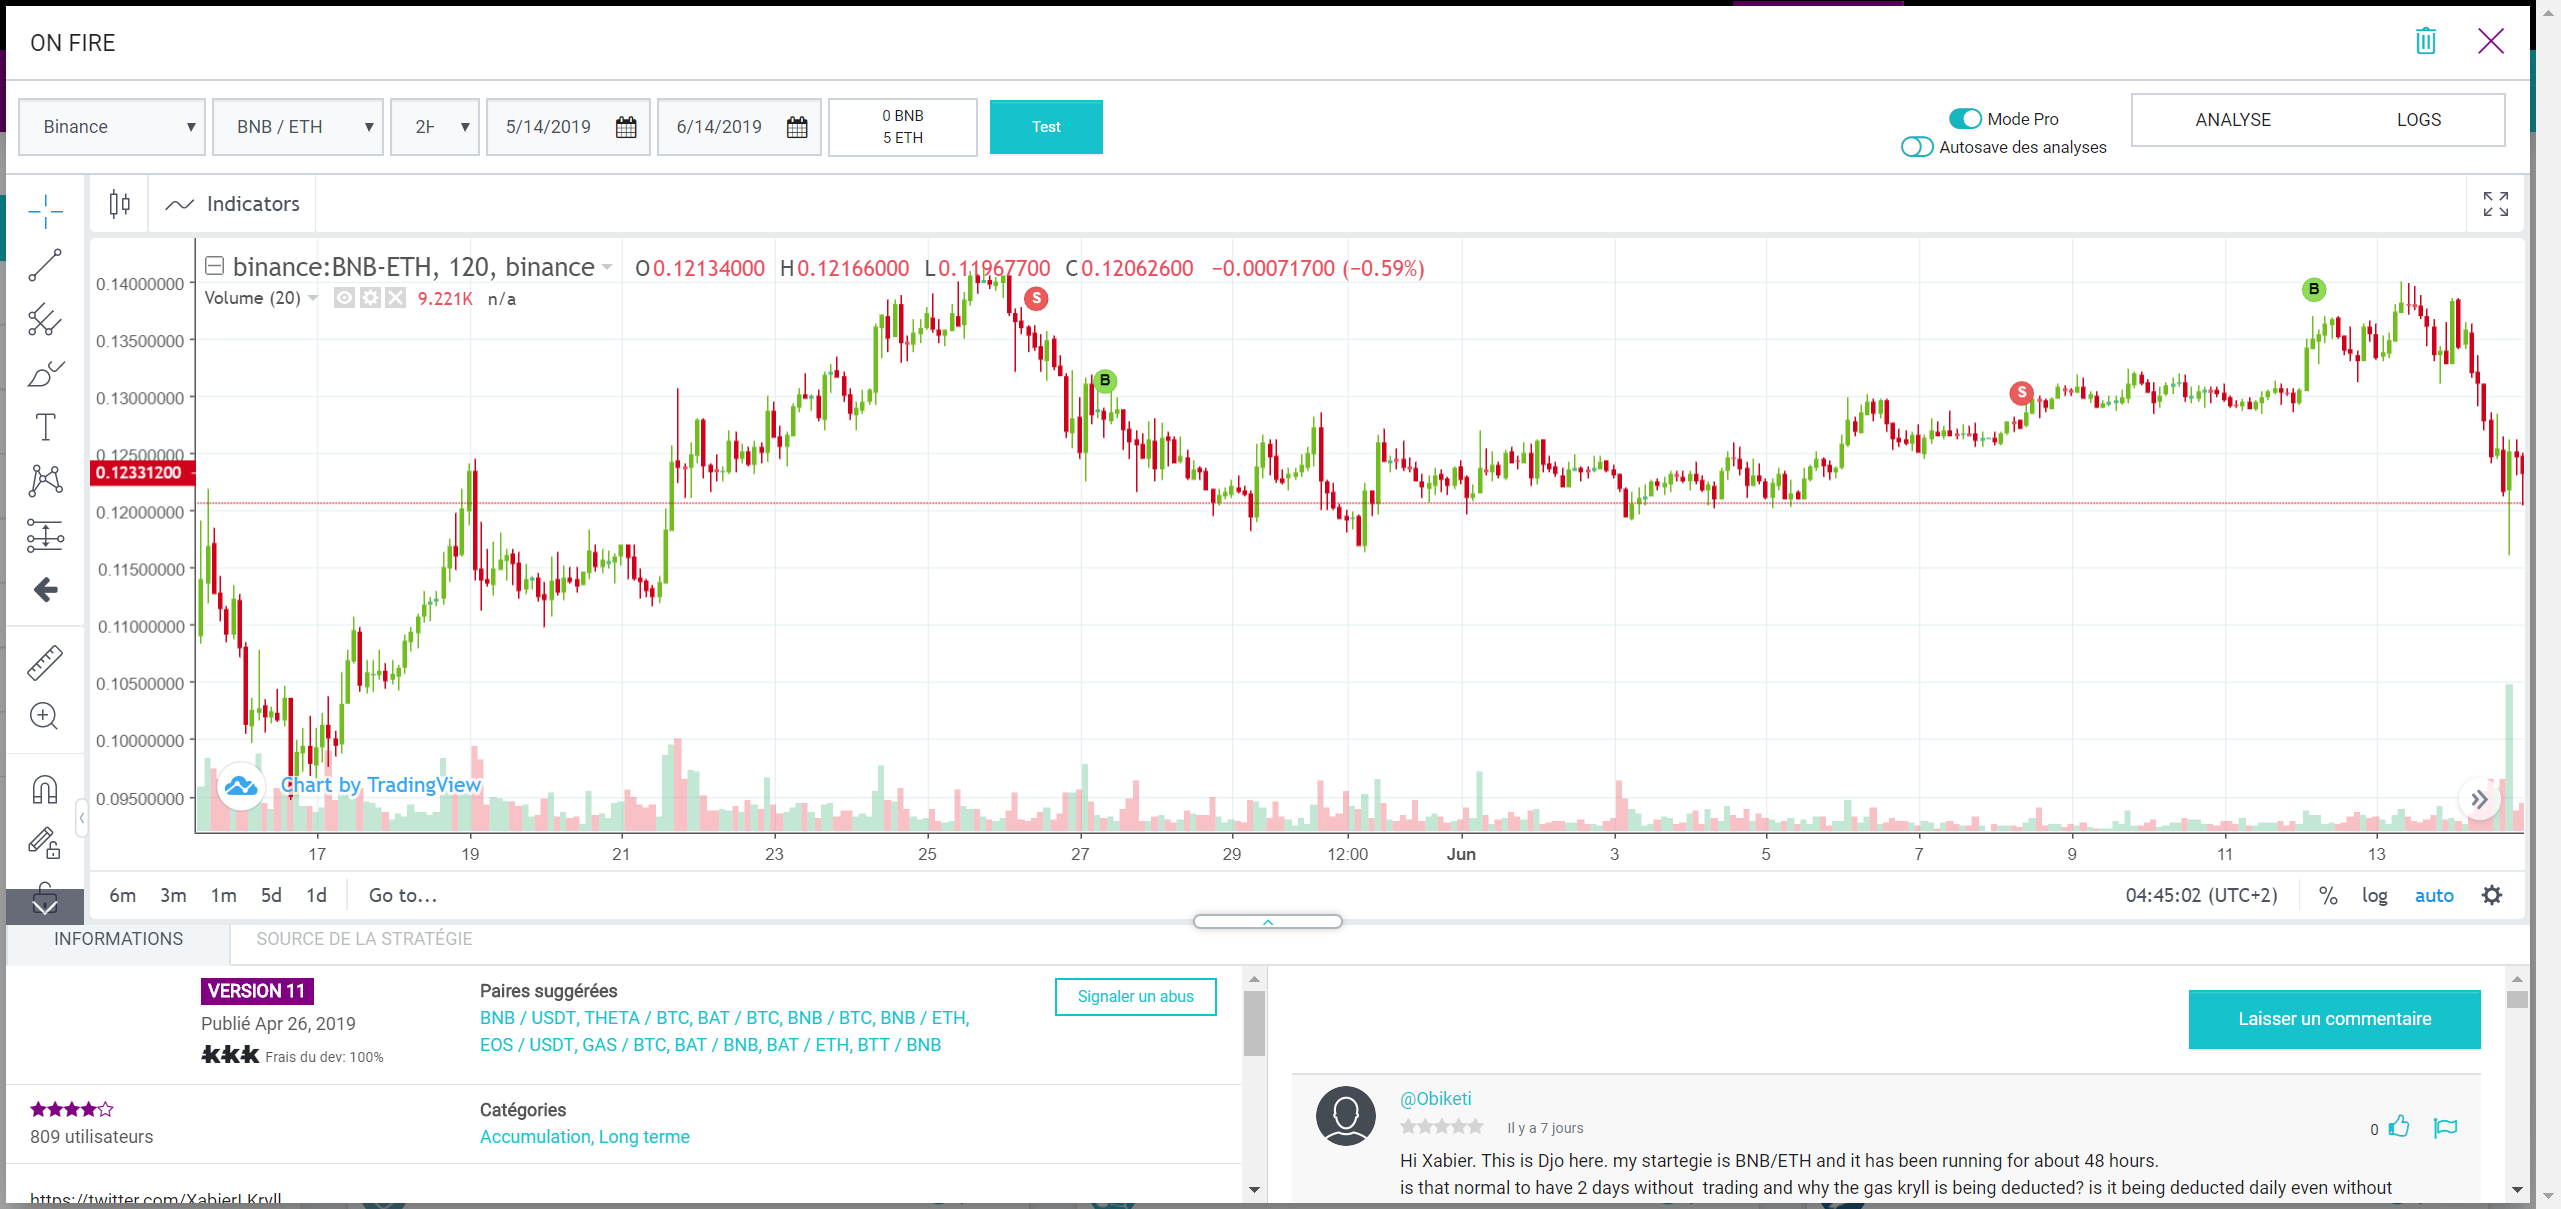 ON FIRE
Binance
BNB / ETH
2H
5/14/2019
6/14/2019
0 BNB
5 ETH
Test
Mode Pro
Autosave des analyses
ANALYSE
LOGS
Indicators
binance:BNB-ETH, 120, binance O0.12134000 H0.12166000 L0.11967700 C0.12062600 −0.00071700 (−0.59%)
Volume (20) 9.221K n/a
0.14000000
0.13500000
0.13000000
0.12500000
0.12331200
0.12000000
0.11500000
0.11000000
0.10500000
0.10000000
0.09500000
S
B
S
B
Chart by TradingView
17 19 21 23 25 27 29 12:00 Jun 3 5 7 9 11 13
6m 3m 1m 5d 1d Go to...
04:45:02 (UTC+2) % log auto
INFORMATIONS
SOURCE DE LA STRATÉGIE
VERSION 11
Publié Apr 26, 2019
Frais du dev: 100%
Paires suggérées
BNB / USDT, THETA / BTC, BAT / BTC, BNB / BTC, BNB / ETH,
EOS / USDT, GAS / BTC, BAT / BNB, BAT / ETH, BTT / BNB
Signaler un abus
809 utilisateurs
Catégories
Accumulation, Long terme
https://twitter.com/XabierLKryll
Laisser un commentaire
@Obiketi
Il y a 7 jours
0
Hi Xabier. This is Djo here. my startegie is BNB/ETH and it has been running for about 48 hours.
is that normal to have 2 days without trading and why the gas kryll is being deducted? is it being deducted daily even without